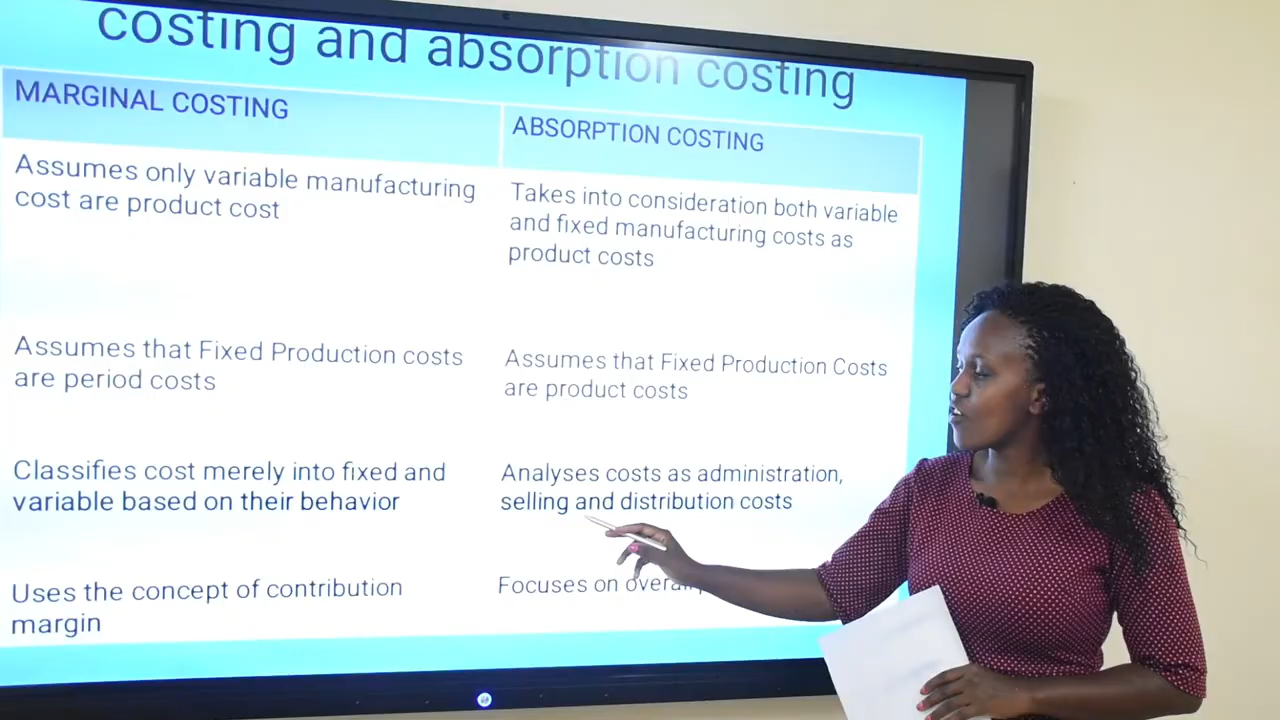 costing and absorption costing
MARGINAL COSTING
ABSORPTION COSTING
Assumes only variable manufacturing
cost are product cost
Takes into consideration both variable
and fixed manufacturing costs as
product costs
Assumes that Fixed Production costs
are period costs
Assumes that Fixed Production Costs
are product costs
Classifies cost merely into fixed and
variable based on their behavior
Analyses costs as administration,
selling and distribution costs
Uses the concept of contribution
margin
Focuses on overall